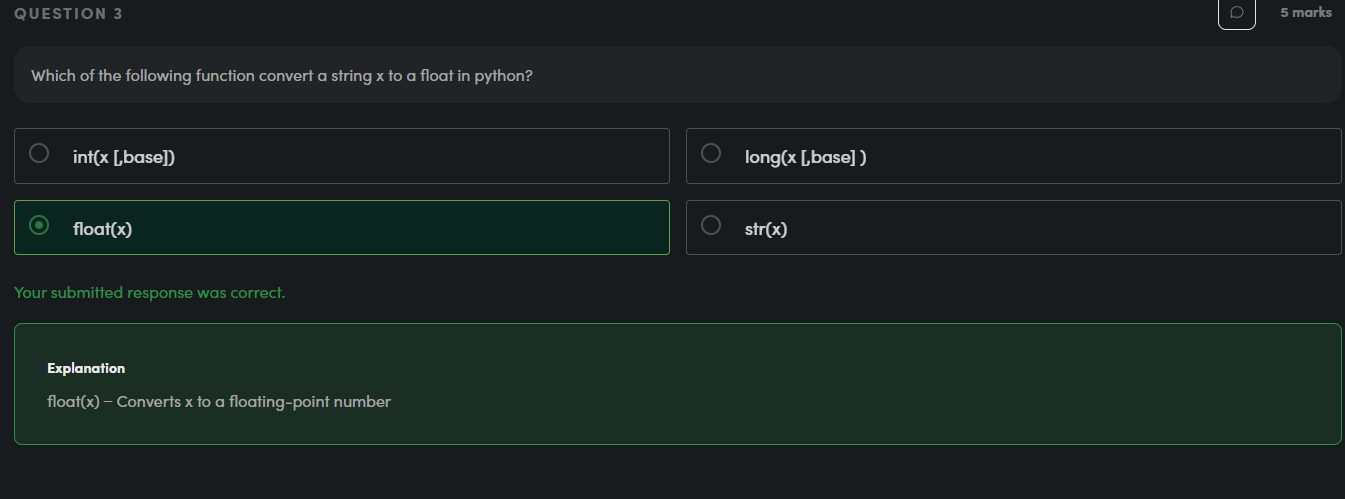 QUESTION 3
5 marks
Which of the following function convert a string x to a float in python?
int(x [,base])
long(x [,base] )
float(x)
str(x)
Your submitted response was correct.
Explanation
float(x) – Converts x to a floating-point number